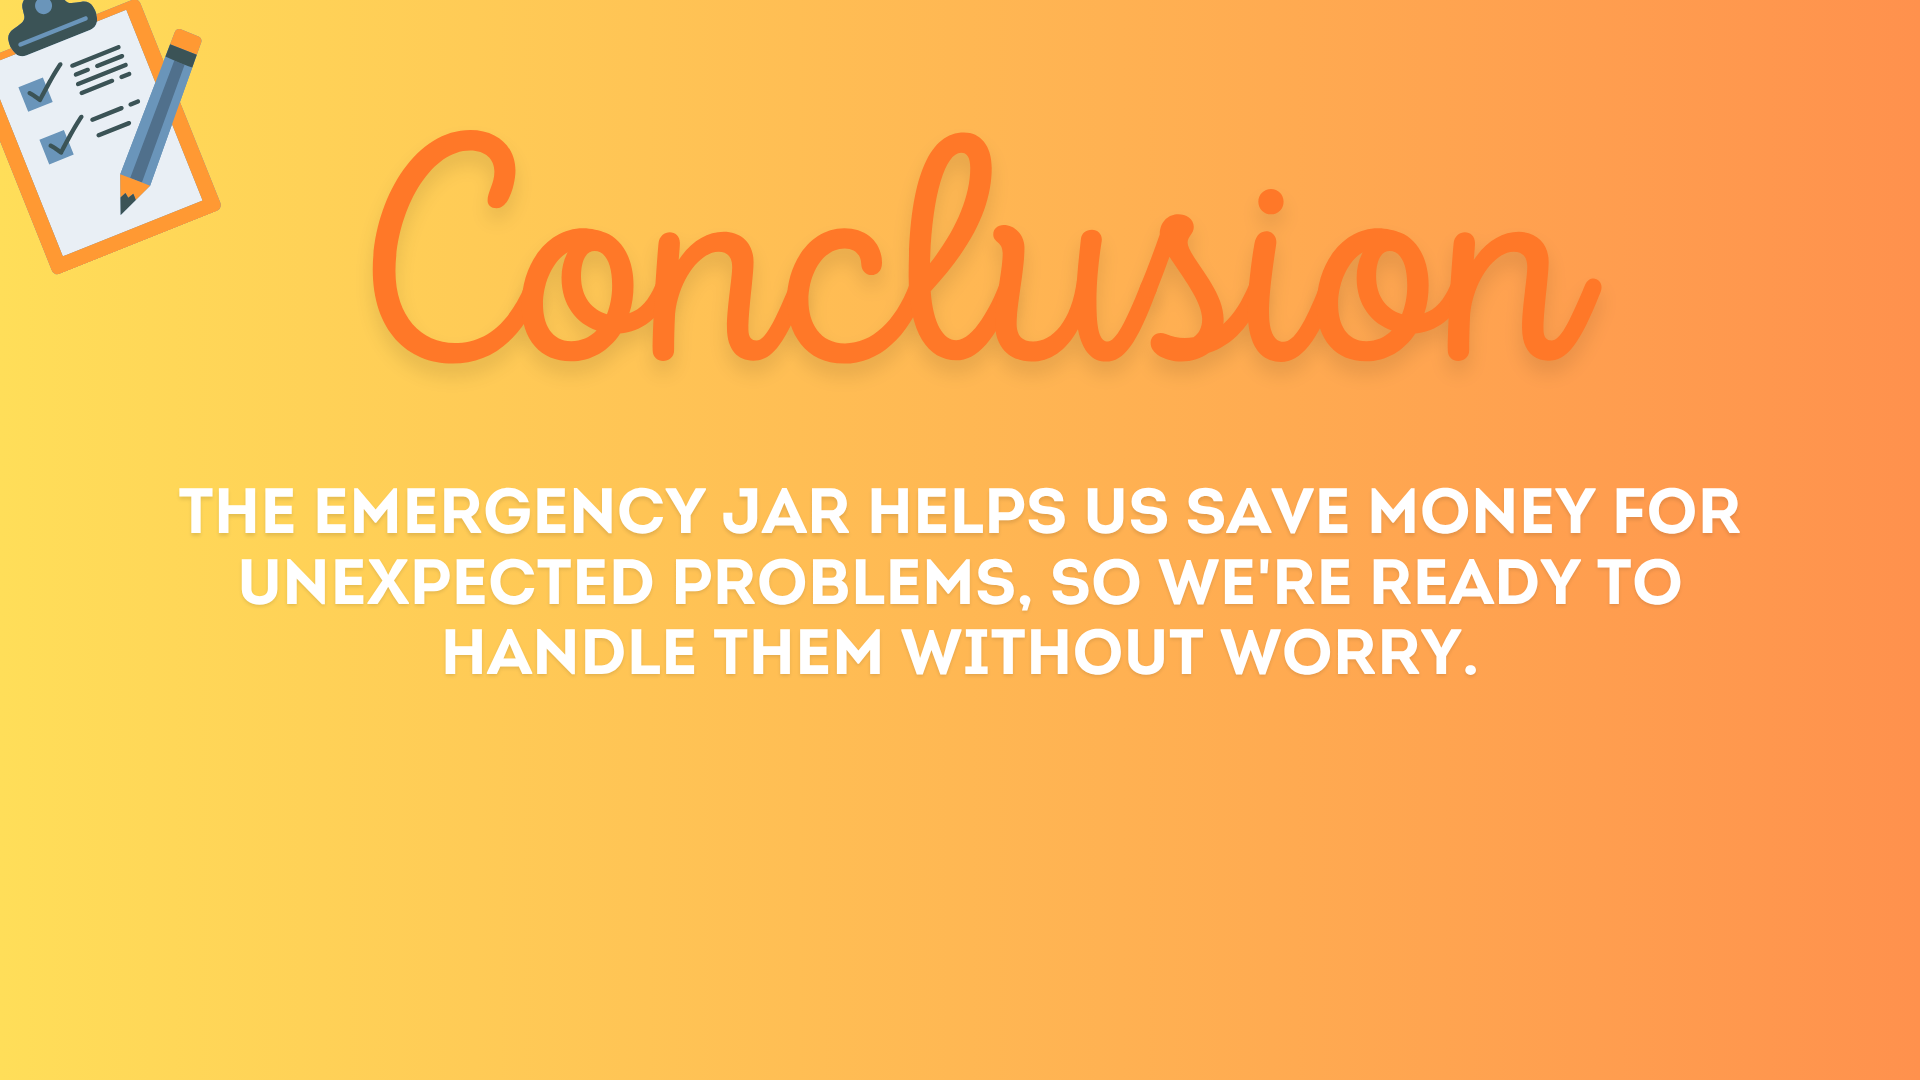 Conclusion
THE EMERGENCY JAR HELPS US SAVE MONEY FOR
UNEXPECTED PROBLEMS, SO WE'RE READY TO
HANDLE THEM WITHOUT WORRY.